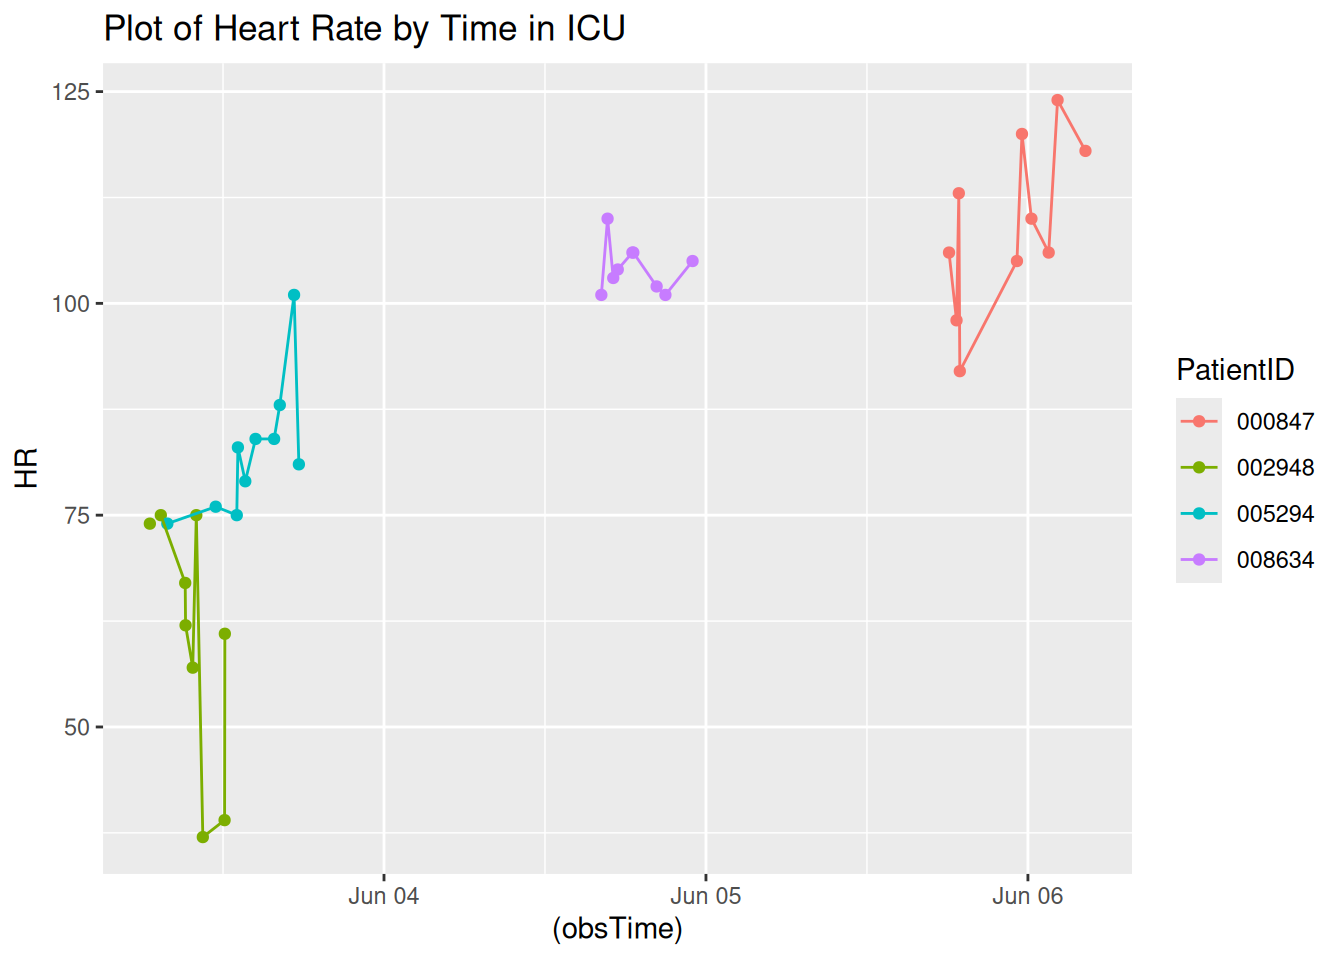 Plot of Heart Rate by Time in ICU
125
100
75
50
HR
Jun 04
Jun 05
Jun 06
(obsTime)
PatientID
000847
002948
005294
008634